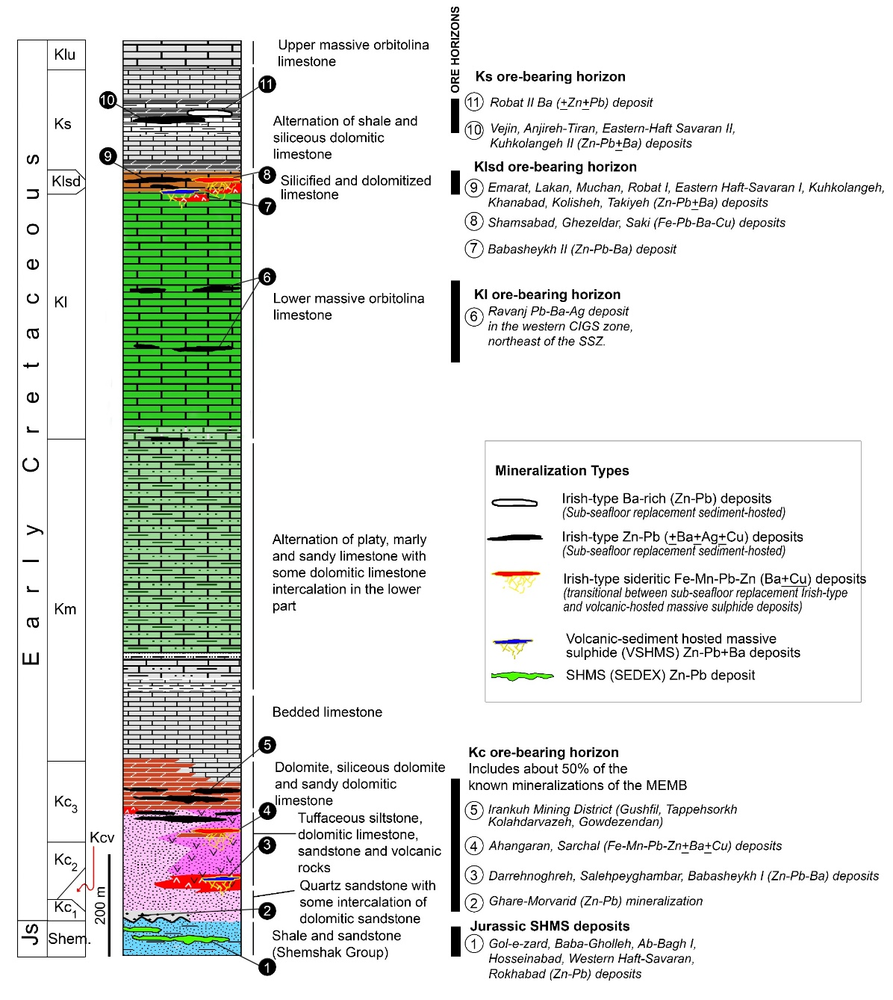 Early Cretaceous
Js
Klu
Ks
Klsd
Kl
Km
Kc3
Kcv
Kc2
Kc1
Shem.
200 m
11
10
9
8
7
6
5
4
3
2
1
Upper massive orbitolina
limestone
Alternation of shale and
siliceous dolomitic
limestone
Silicified and dolomitized
limestone
Lower massive orbitolina
limestone
Alternation of platy, marly
and sandy limestone with
some dolomitic limestone
intercalation in the lower
part
Bedded limestone
Dolomite, siliceous dolomite
and sandy dolomitic
limestone
Tuffaceous siltstone,
dolomitic limestone,
sandstone and volcanic
rocks
Quartz sandstone with
some intercalation of
dolomitic sandstone
Shale and sandstone
(Shemshak Group)
ORE HORIZONS
Ks ore-bearing horizon
11 Robat II Ba (±Zn±Pb) deposit
10 Vejin, Anjireh-Tiran, Eastern-Haft Savaran II,
Kuhkolangeh II (Zn-Pb±Ba) deposits
Klsd ore-bearing horizon
9 Emarat, Lakan, Muchan, Robat I, Eastern Haft-Savaran I, Kuhkolangeh,
Khanabad, Kolisheh, Takiyeh (Zn-Pb±Ba) deposits
8 Shamsabad, Ghezeldar, Saki (Fe-Pb-Ba-Cu) deposits
7 Babasheykh II (Zn-Pb-Ba) deposit
Kl ore-bearing horizon
6 Ravanj Pb-Ba-Ag deposit
in the western CIGS zone,
northeast of the SSZ.
Mineralization Types
Irish-type Ba-rich (Zn-Pb) deposits
(Sub-seafloor replacement sediment-hosted)
Irish-type Zn-Pb (±Ba±Ag±Cu) deposits
(Sub-seafloor replacement sediment-hosted)
Irish-type sideritic Fe-Mn-Pb-Zn (Ba+Cu) deposits
(transitional between sub-seafloor replacement Irish-type
and volcanic-hosted massive sulphide deposits)
Volcanic-sediment hosted massive
sulphide (VSHMS) Zn-Pb+Ba deposits
SHMS (SEDEX) Zn-Pb deposit
Kc ore-bearing horizon
Includes about 50% of the
known mineralizations of the MEMB
5 Irankuh Mining District (Gushfil, Tappehsorkh
Kolahdarvazeh, Gowdezendan)
4 Ahangaran, Sarchal (Fe-Mn-Pb-Zn±Ba±Cu) deposits
3 Darrehnoghreh, Salehpeyghambar, Babasheykh I (Zn-Pb-Ba) deposits
2 Ghare-Morvarid (Zn-Pb) mineralization
Jurassic SHMS deposits
1 Gol-e-zard, Baba-Gholleh, Ab-Bagh I,
Hosseinabad, Western Haft-Savaran,
Rokhabad (Zn-Pb) deposits